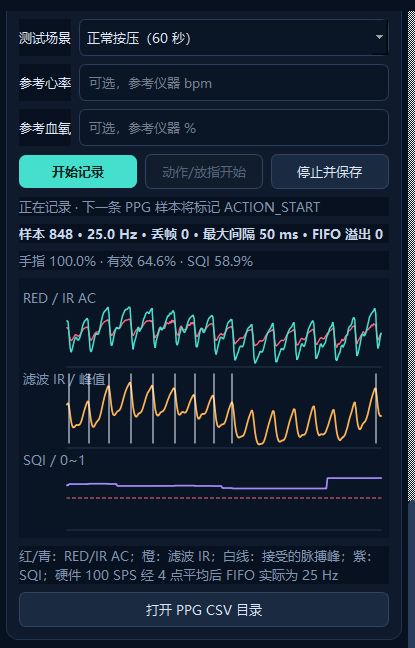 测试场景
正常按压（60 秒）
参考心率
可选，参考仪器 bpm
参考血氧
可选，参考仪器 %
开始记录
动作/放指开始
停止并保存
正在记录 · 下一条 PPG 样本将标记 ACTION_START
样本 848 • 25.0 Hz • 丢帧 0 • 最大间隔 50 ms • FIFO 溢出 0
手指 100.0% · 有效 64.6% · SQI 58.9%
RED / IR AC
滤波 IR / 峰值
SQI / 0~1
红/青：RED/IR AC；橙：滤波 IR；白线：接受的脉搏峰；紫：
SQI；硬件 100 SPS 经 4 点平均后 FIFO 实际为 25 Hz
打开 PPG CSV 目录